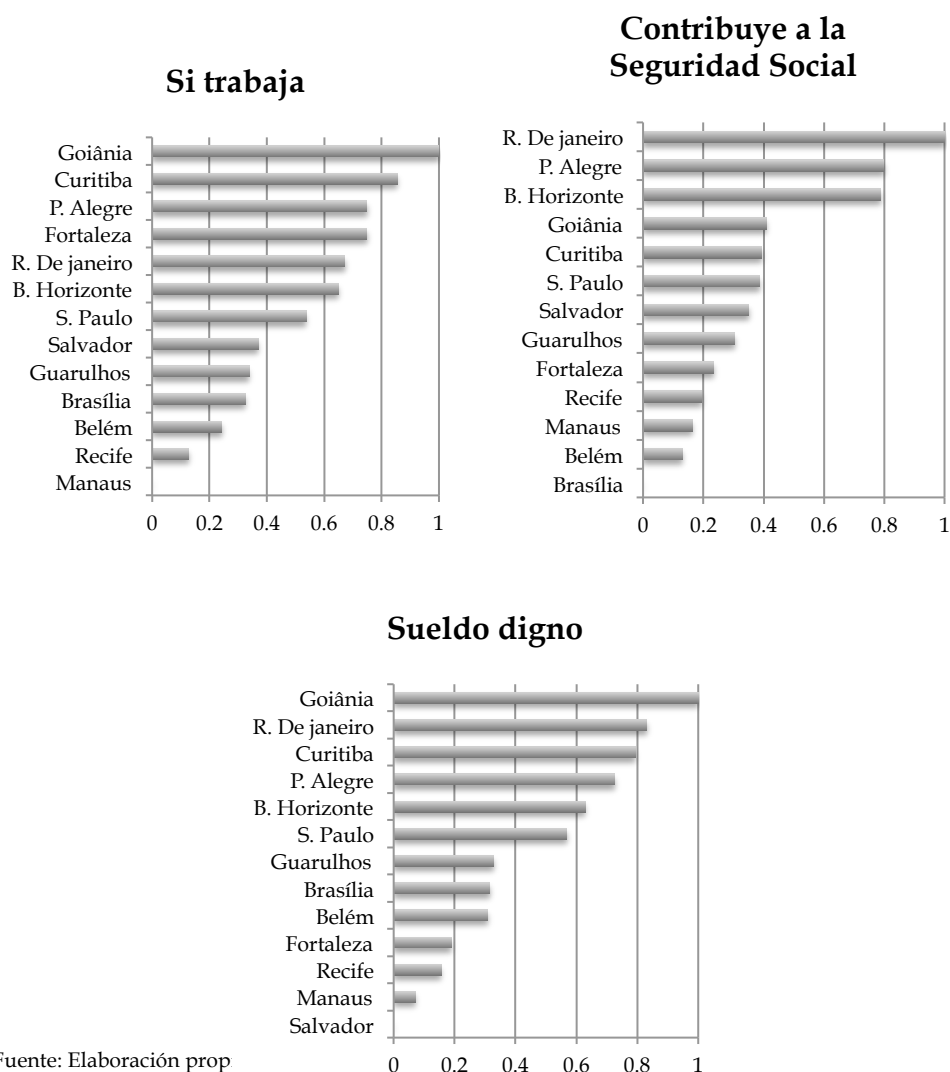 Si trabaja
Goiânia
Curitiba
P. Alegre
Fortaleza
R. De janeiro
B. Horizonte
S. Paulo
Salvador
Guarulhos
Brasília
Belém
Recife
Manaus
0 0.2 0.4 0.6 0.8 1
Contribuye a la
Seguridad Social
R. De janeiro
P. Alegre
B. Horizonte
Goiânia
Curitiba
S. Paulo
Salvador
Guarulhos
Fortaleza
Recife
Manaus
Belém
Brasília
0 0.2 0.4 0.6 0.8 1
Sueldo digno
Goiânia
R. De janeiro
Curitiba
P. Alegre
B. Horizonte
S. Paulo
Guarulhos
Brasília
Belém
Fortaleza
Recife
Manaus
Salvador
0 0.2 0.4 0.6 0.8 1
Fuente: Elaboración prop